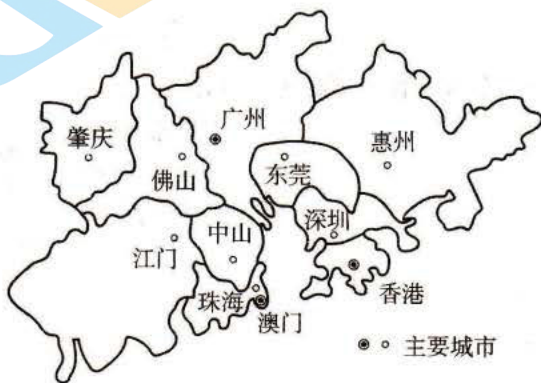 广州
肇庆
惠州
佛山
东莞
深圳
中山
江门
珠海
香港
澳门
主要城市